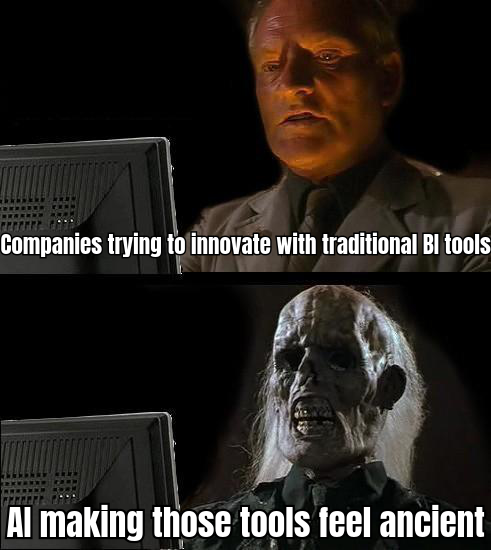 Companies trying to innovate with traditional BI tools
AI making those tools feel ancient